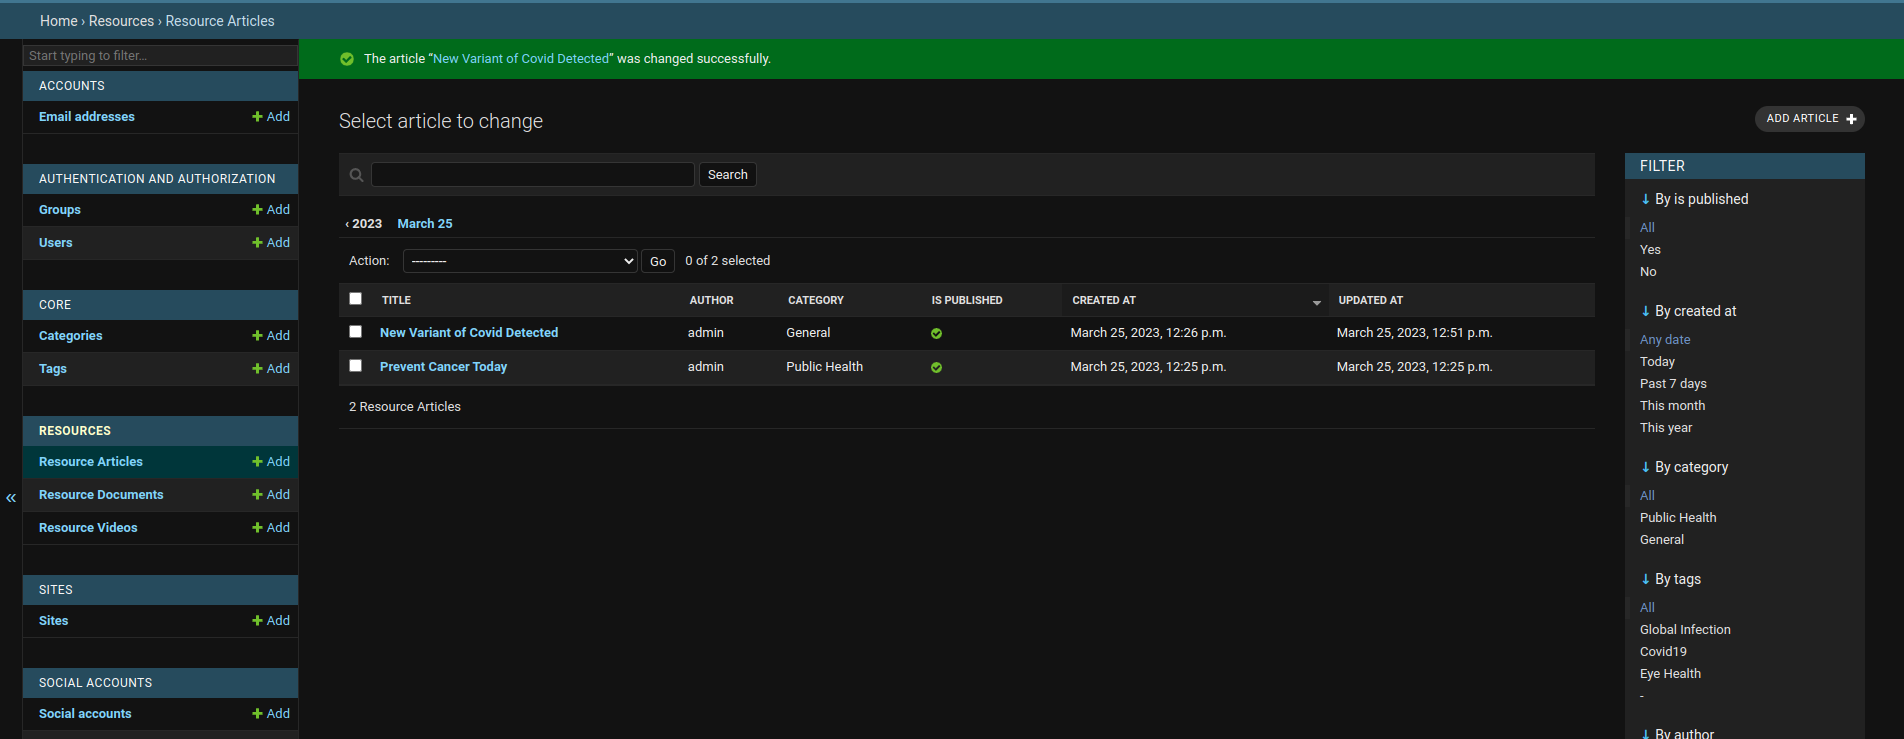 Home › Resources › Resource Articles
Start typing to filter...
ACCOUNTS
Email addresses + Add
AUTHENTICATION AND AUTHORIZATION
Groups + Add
Users + Add
CORE
Categories + Add
Tags + Add
RESOURCES
Resource Articles + Add
Resource Documents + Add
Resource Videos + Add
SITES
Sites + Add
SOCIAL ACCOUNTS
Social accounts + Add
«
The article “New Variant of Covid Detected” was changed successfully.
Select article to change
ADD ARTICLE +
Search
‹ 2023 March 25
Action: --------- Go 0 of 2 selected
TITLE AUTHOR CATEGORY IS PUBLISHED CREATED AT UPDATED AT
New Variant of Covid Detected admin General March 25, 2023, 12:26 p.m. March 25, 2023, 12:51 p.m.
Prevent Cancer Today admin Public Health March 25, 2023, 12:25 p.m. March 25, 2023, 12:25 p.m.
2 Resource Articles
FILTER
↓ By is published
All
Yes
No
↓ By created at
Any date
Today
Past 7 days
This month
This year
↓ By category
All
Public Health
General
↓ By tags
All
Global Infection
Covid19
Eye Health
-
↓ By author